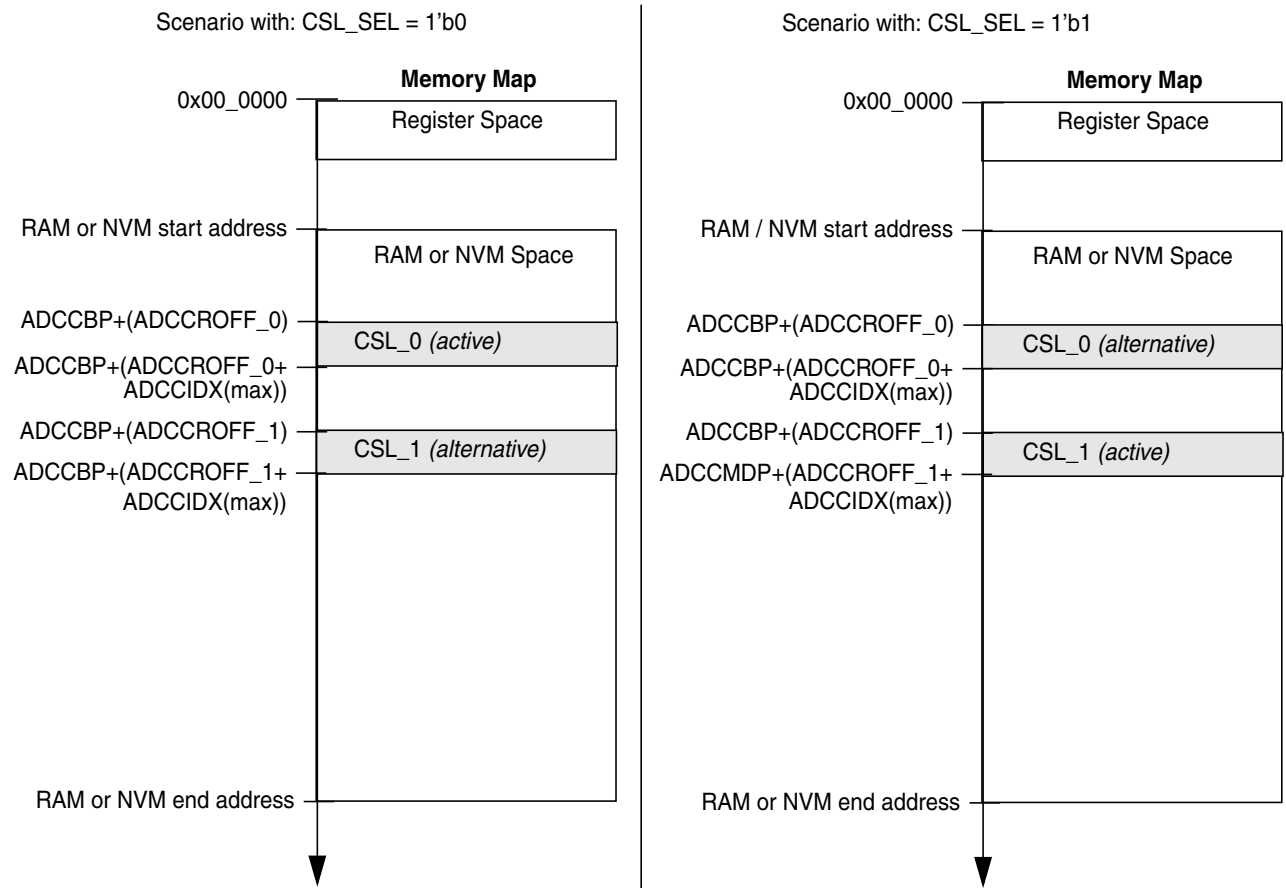 Scenario with: CSL_SEL = 1’b0
Memory Map
0x00_0000
Register Space
RAM or NVM start address
RAM or NVM Space
ADCCBP+(ADCCROFF_0)
CSL_0 (active)
ADCCBP+(ADCCROFF_0+
ADCCIDX(max))
ADCCBP+(ADCCROFF_1)
CSL_1 (alternative)
ADCCBP+(ADCCROFF_1+
ADCCIDX(max))
RAM or NVM end address
Scenario with: CSL_SEL = 1’b1
Memory Map
0x00_0000
Register Space
RAM / NVM start address
RAM or NVM Space
ADCCBP+(ADCCROFF_0)
CSL_0 (alternative)
ADCCBP+(ADCCROFF_0+
ADCCIDX(max))
ADCCBP+(ADCCROFF_1)
CSL_1 (active)
ADCCMDP+(ADCCROFF_1+
ADCCIDX(max))
RAM or NVM end address